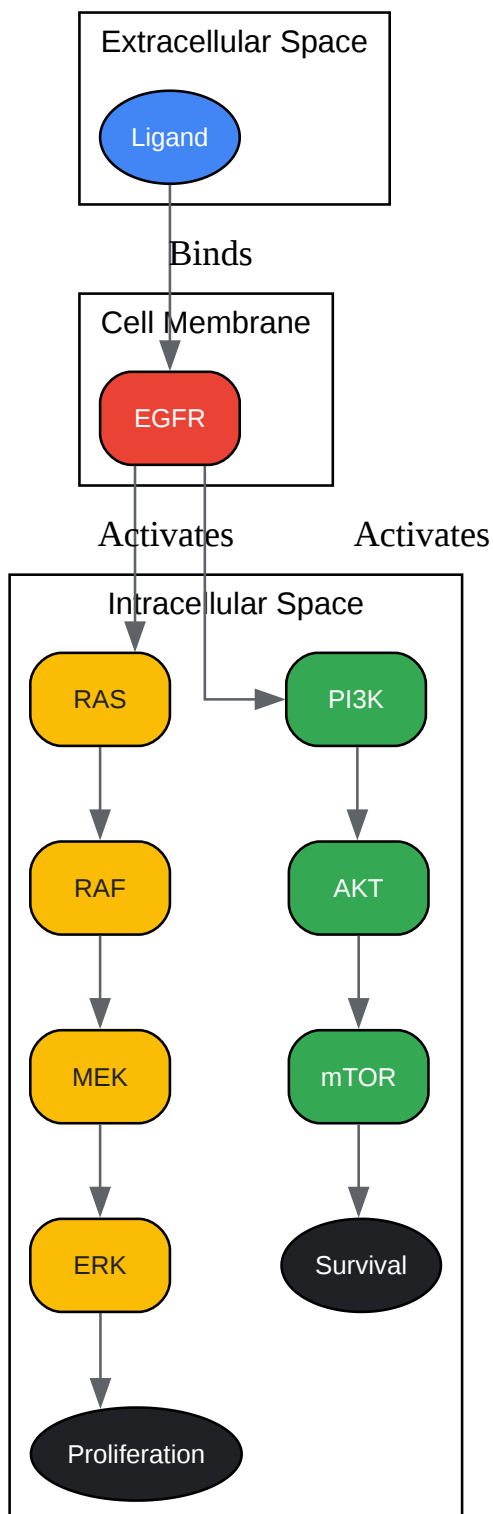 Extracellular Space
Ligand
Binds
Cell Membrane
EGFR
Activates Activates
Intracellular Space
RAS PI3K
RAF AKT
MEK mTOR
ERK Survival
Proliferation